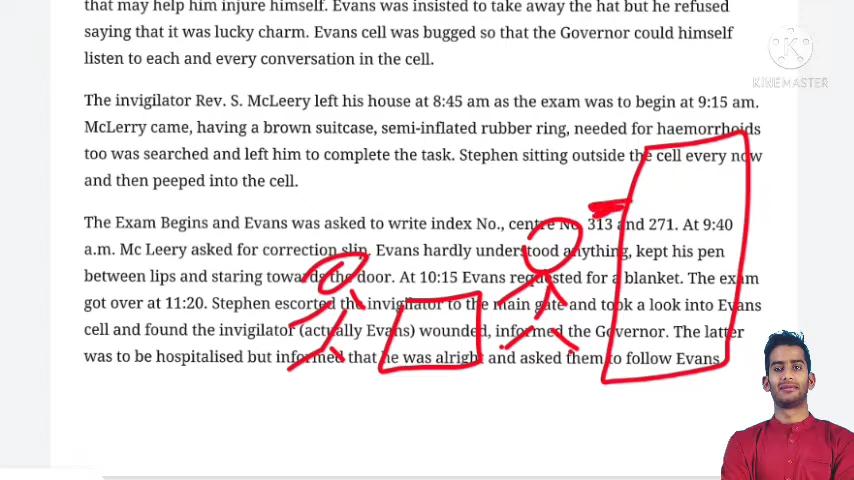 that may help him injure himself. Evans was insisted to take away the hat but he refused
saying that it was lucky charm. Evans cell was bugged so that the Governor could himself
listen to each and every conversation in the cell.
KINEMASTER
The invigilator Rev. S. McLeery left his house at 8:45 am as the exam was to begin at 9:15 am.
McLerry came, having a brown suitcase, semi-inflated rubber ring, needed for haemorrhoids
too was searched and left him to complete the task. Stephen sitting outside the cell every now
and then peeped into the cell.
The Exam Begins and Evans was asked to write index No., centre No. 313 and 271. At 9:40
a.m. Mc Leery asked for correction slip. Evans hardly understood anything, kept his pen
between lips and staring towards the door. At 10:15 Evans requested for a blanket. The exam
got over at 11:20. Stephen escorted the invigilator to the main gate and took a look into Evans
cell and found the invigilator (actually Evans) wounded, informed the Governor. The latter
was to be hospitalised but informed that he was alright and asked them to follow Evans.